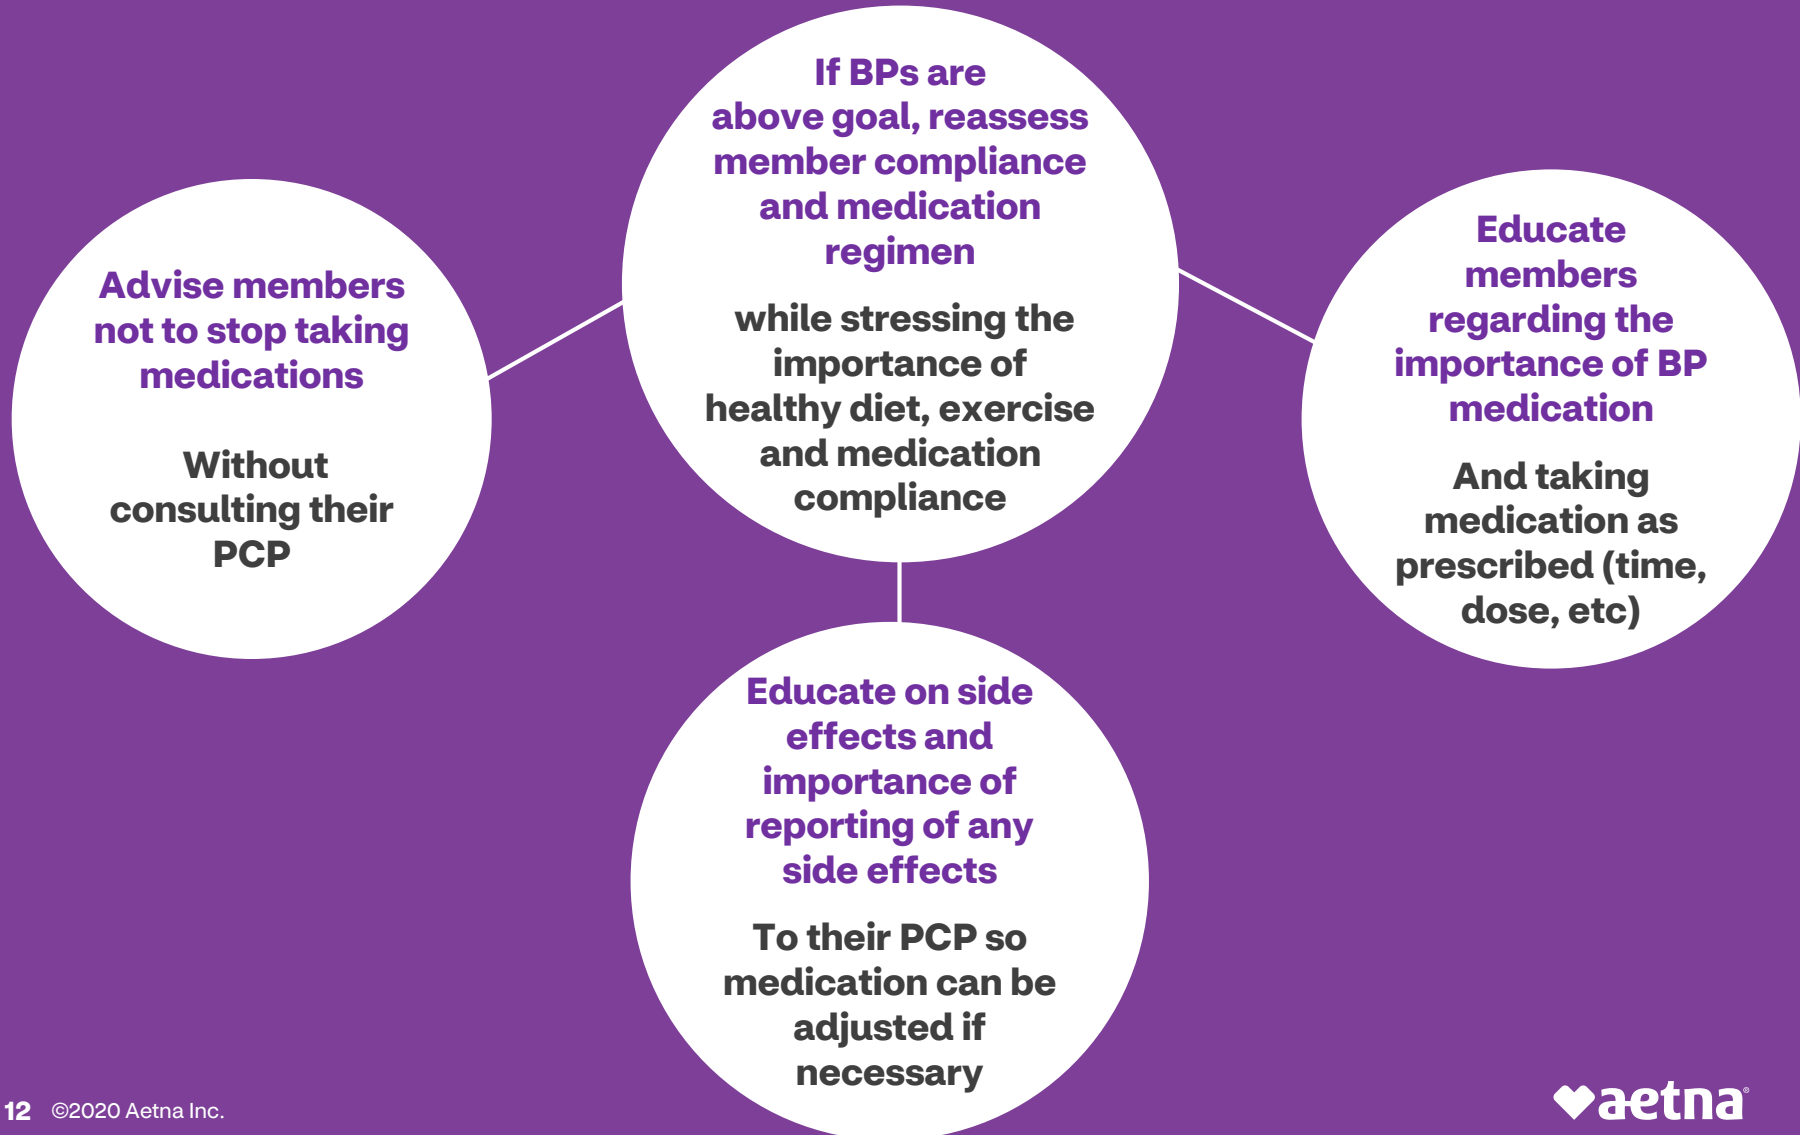 If BPs are
above goal, reassess
member compliance
and medication
regimen
while stressing the
importance of
healthy diet, exercise
and medication
compliance
Advise members
not to stop taking
medications
Without
consulting their
PCP
Educate
members
regarding the
importance of BP
medication
And taking
medication as
prescribed (time,
dose, etc)
Educate on side
effects and
importance of
reporting of any
side effects
To their PCP so
medication can be
adjusted if
necessary
12 ©2020 Aetna Inc.
aetna®